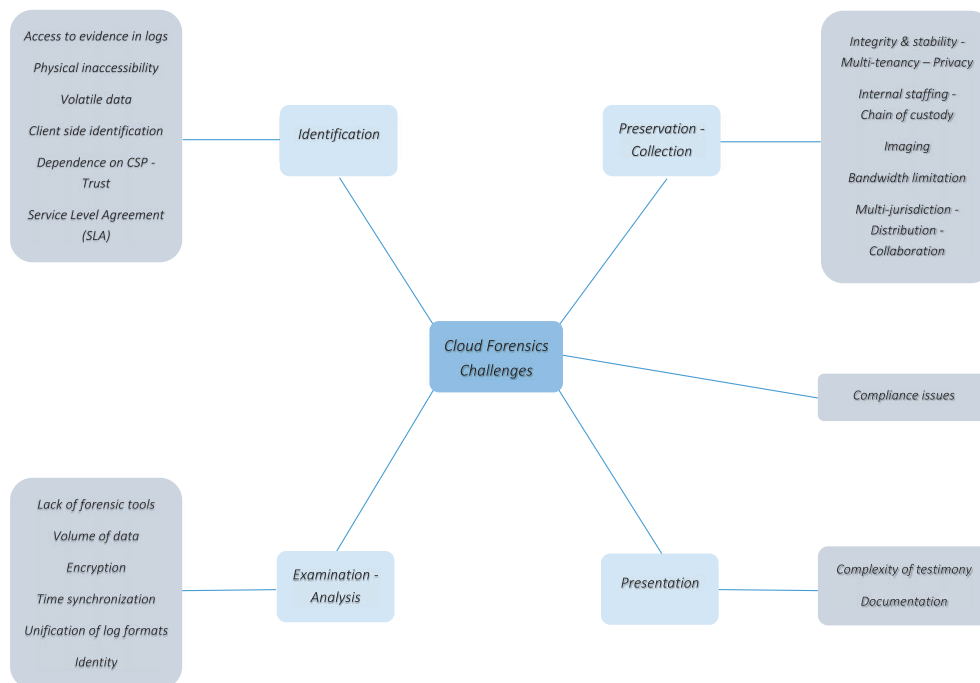 Access to evidence in logs
Physical inaccessibility
Volatile data
Client side identification
Dependence on CSP -
Trust
Service Level Agreement
(SLA)
Identification
Preservation -
Collection
Integrity & stability -
Multi-tenancy – Privacy
Internal staffing -
Chain of custody
Imaging
Bandwidth limitation
Multi-jurisdiction -
Distribution -
Collaboration
Cloud Forensics
Challenges
Compliance issues
Lack of forensic tools
Volume of data
Encryption
Time synchronization
Unification of log formats
Identity
Examination -
Analysis
Presentation
Complexity of testimony
Documentation